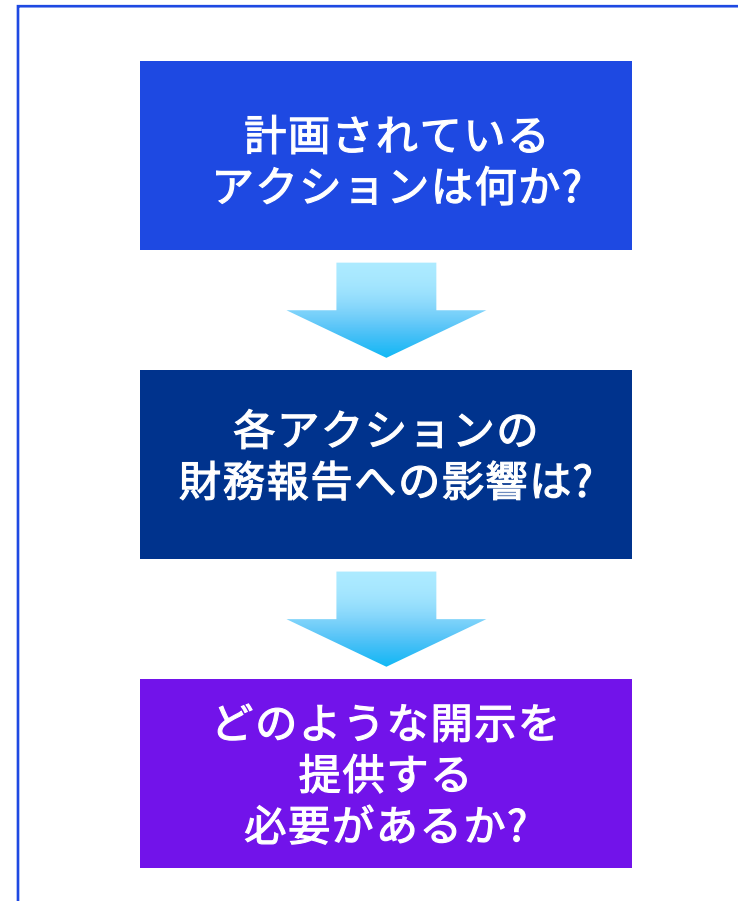 計画されている
アクションは何か?
各アクションの
財務報告への影響は?
どのような開示を
提供する
必要があるか?